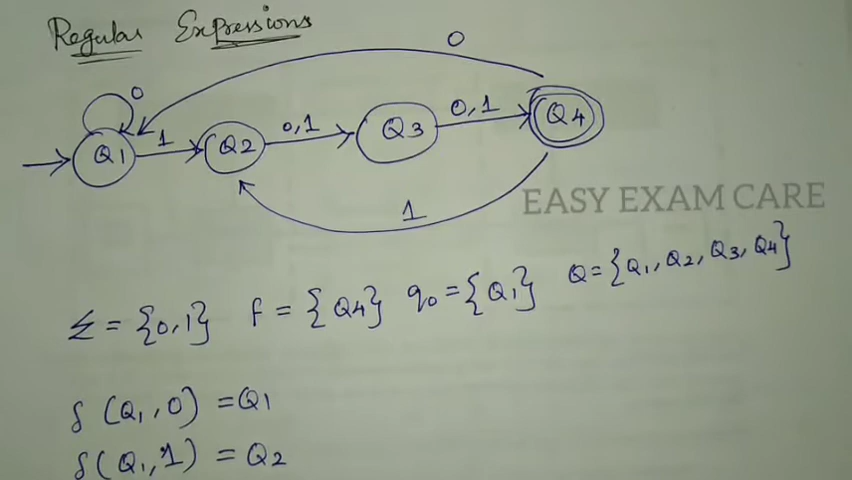 Regular Expressions
0
0
Q1
1
Q2
0,1
Q3
0,1
Q4
1
EASY EXAM CARE
Σ = {0,1} F = {Q4} q0 = {Q1} Q = {Q1, Q2, Q3, Q4}
δ (Q1, 0) = Q1
δ (Q1, 1) = Q2